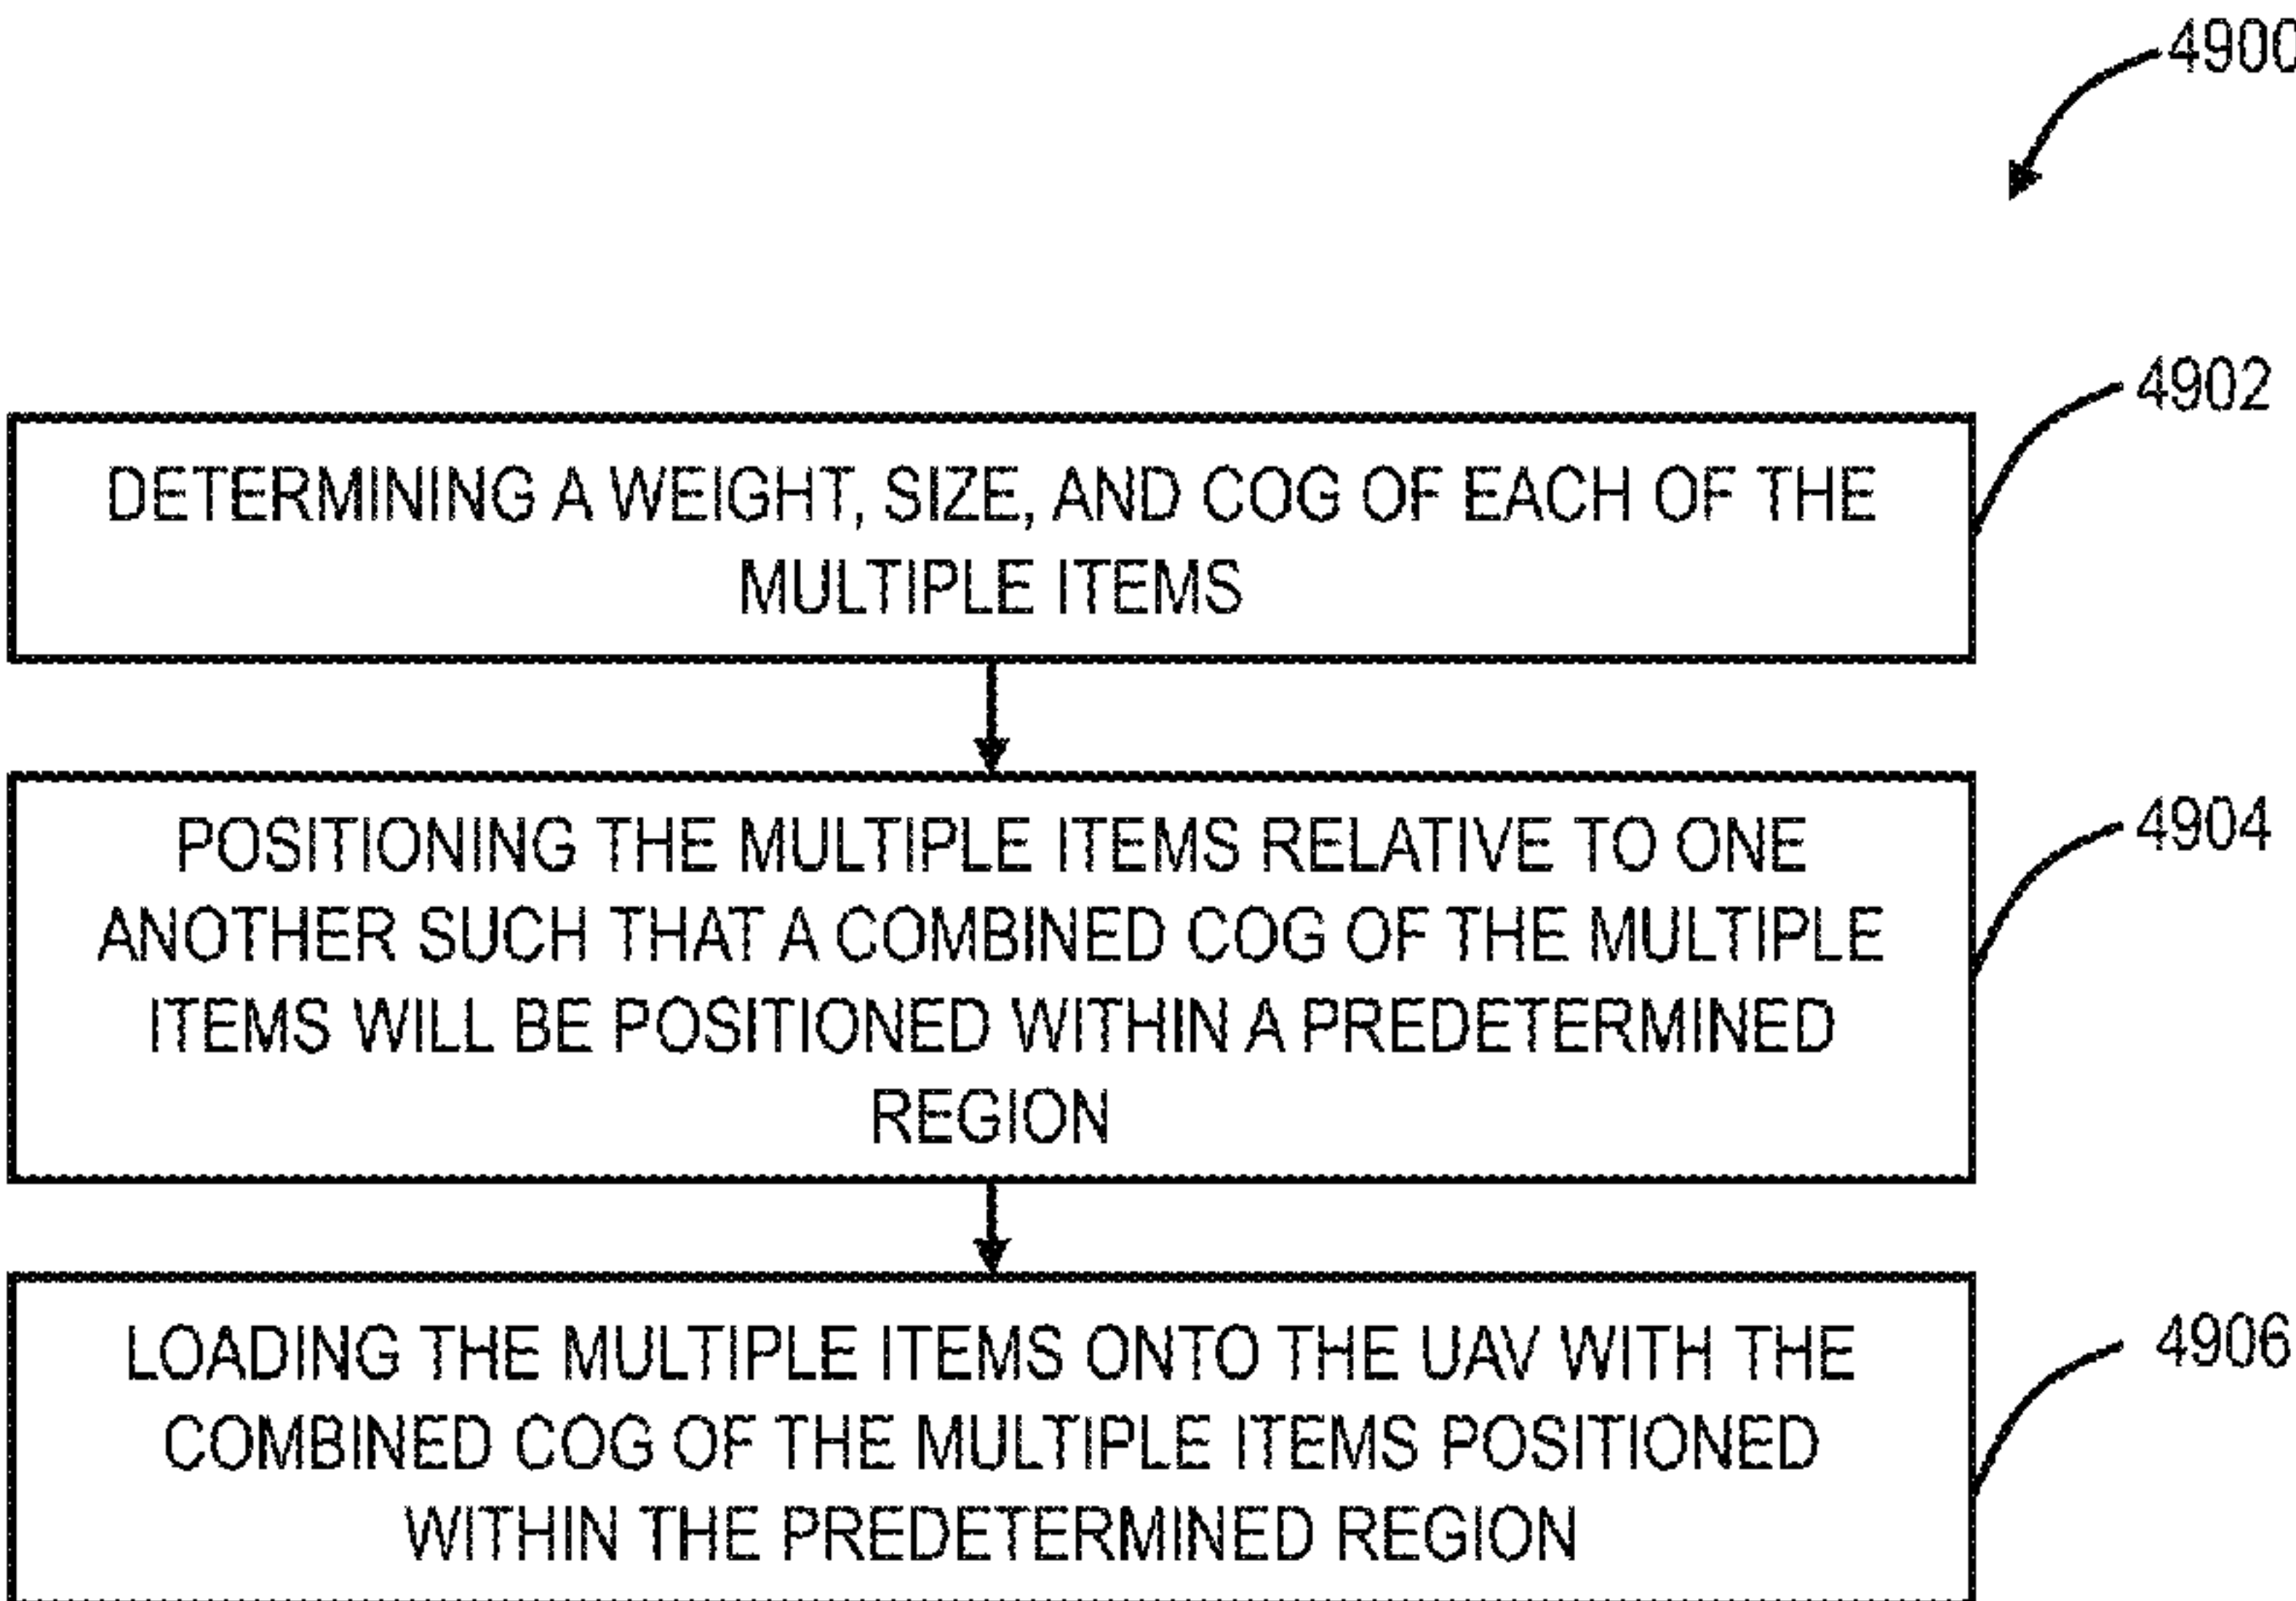 4900
4902
DETERMINING A WEIGHT, SIZE, AND COG OF EACH OF THE
MULTIPLE ITEMS
4904
POSITIONING THE MULTIPLE ITEMS RELATIVE TO ONE
ANOTHER SUCH THAT A COMBINED COG OF THE MULTIPLE
ITEMS WILL BE POSITIONED WITHIN A PREDETERMINED
REGION
4906
LOADING THE MULTIPLE ITEMS ONTO THE UAV WITH THE
COMBINED COG OF THE MULTIPLE ITEMS POSITIONED
WITHIN THE PREDETERMINED REGION